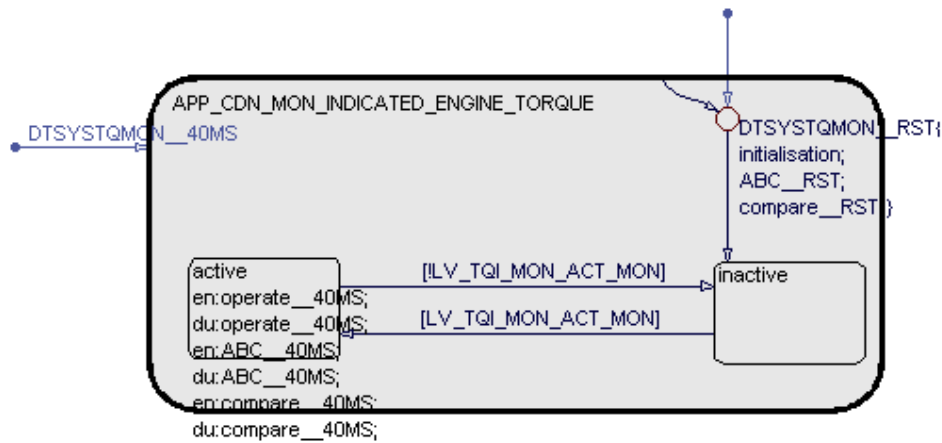 APP_CDN_MON_INDICATED_ENGINE_TORQUE
DTSYSTQMON__40MS
DTSYSTQMON__RST{
initialisation;
ABC__RST;
compare__RST;}
active
en:operate__40MS;
du:operate__40MS;
en:ABC__40MS;
du:ABC__40MS;
en:compare__40MS;
du:compare__40MS;
[!LV_TQI_MON_ACT_MON]
[LV_TQI_MON_ACT_MON]
inactive